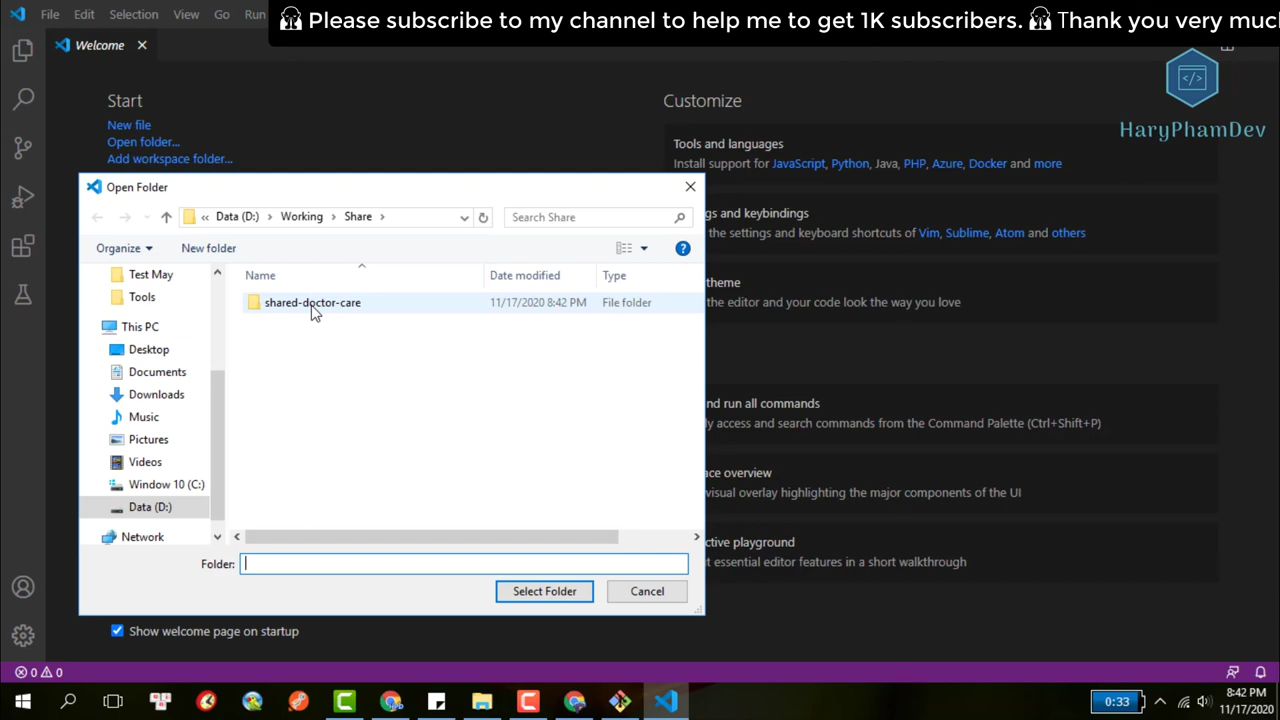 File Edit Selection View Go Run
Please subscribe to my channel to help me to get 1K subscribers. Thank you very much
Welcome
HaryPhamDev
Start
New file
Open folder...
Add workspace folder...
Customize
Tools and languages
Install support for JavaScript, Python, Java, PHP, Azure, Docker and more
gs and keybindings
the settings and keyboard shortcuts of Vim, Sublime, Atom and others
theme
the editor and your code look the way you love
nd run all commands
y access and search commands from the Command Palette (Ctrl+Shift+P)
ace overview
visual overlay highlighting the major components of the UI
ctive playground
t essential editor features in a short walkthrough
Open Folder
« Data (D:) > Working > Share >
Search Share
Organize
New folder
Name
Date modified
Type
shared-doctor-care
11/17/2020 8:42 PM
File folder
Test May
Tools
This PC
Desktop
Documents
Downloads
Music
Pictures
Videos
Window 10 (C:)
Data (D:)
Network
Folder:
Select Folder
Cancel
Show welcome page on startup
0 0
0:33
8:42 PM
11/17/2020